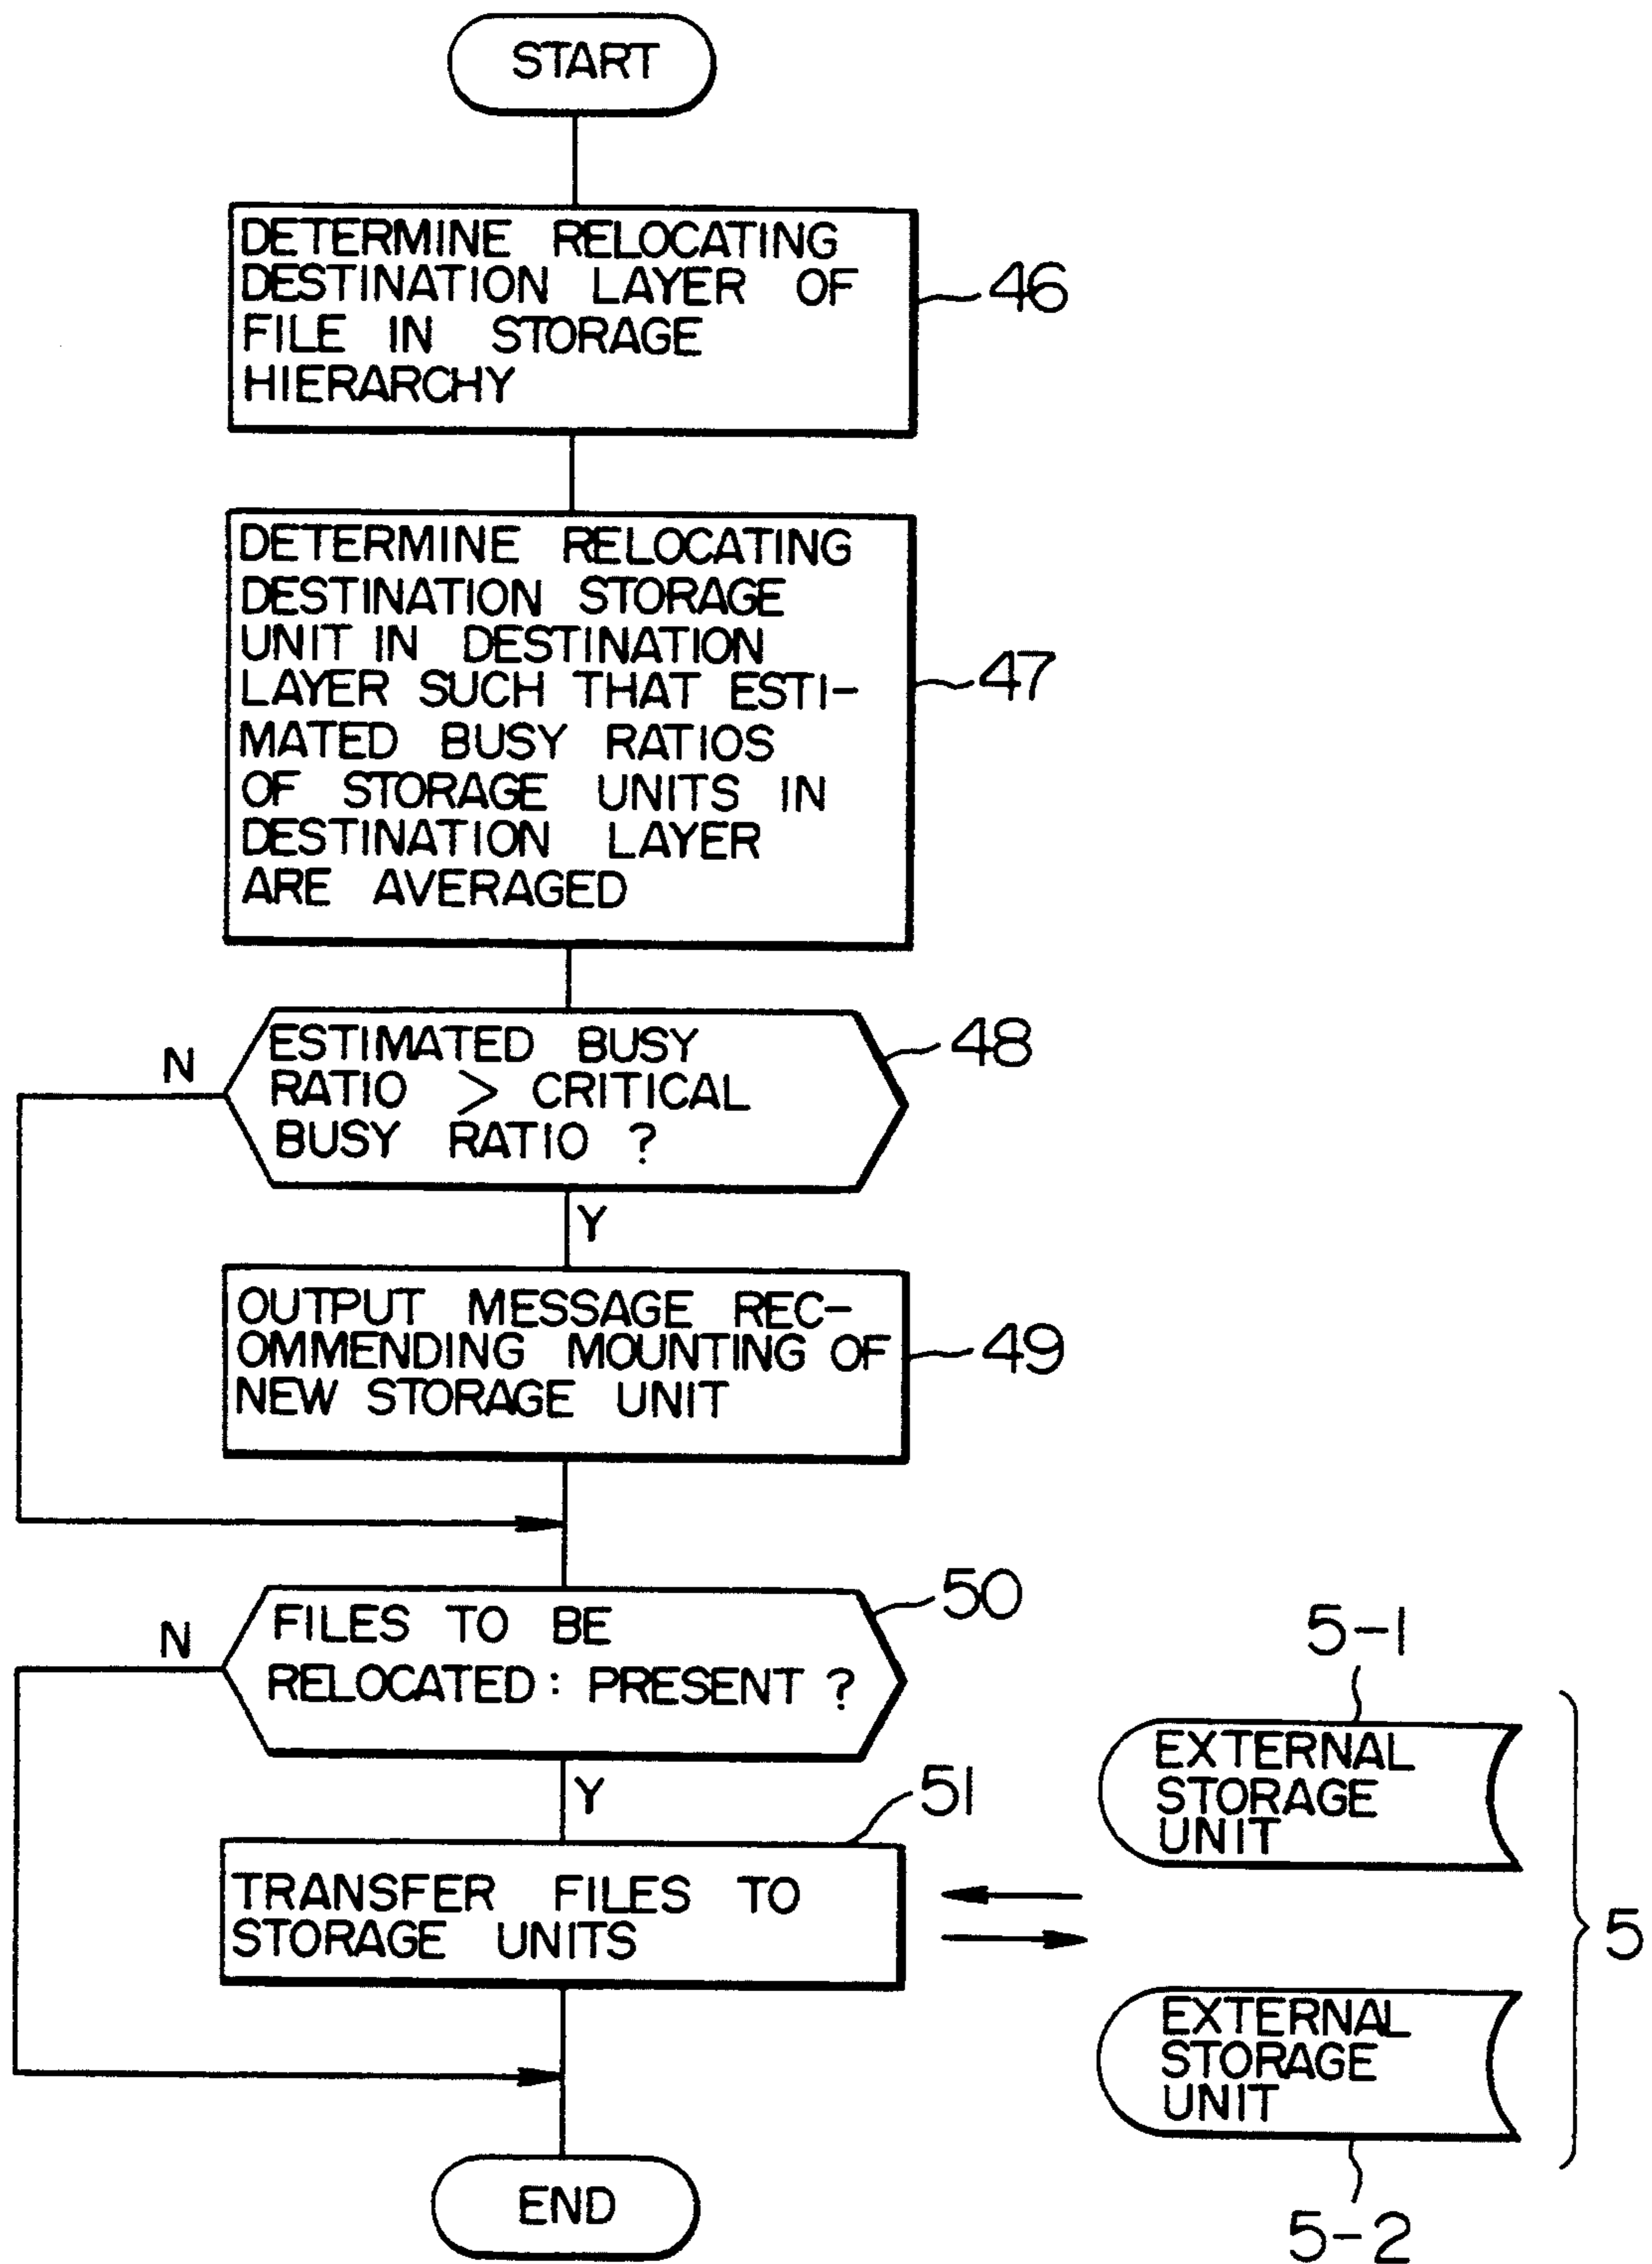 START
DETERMINE RELOCATING
DESTINATION LAYER OF
FILE IN STORAGE
HIERARCHY
46
DETERMINE RELOCATING
DESTINATION STORAGE
UNIT IN DESTINATION
LAYER SUCH THAT ESTI-
MATED BUSY RATIOS
OF STORAGE UNITS IN
DESTINATION LAYER
ARE AVERAGED
47
ESTIMATED BUSY
RATIO > CRITICAL
BUSY RATIO ?
48
N
Y
OUTPUT MESSAGE REC-
OMMENDING MOUNTING OF
NEW STORAGE UNIT
49
FILES TO BE
RELOCATED : PRESENT ?
50
N
Y
51
TRANSFER FILES TO
STORAGE UNITS
5-1
EXTERNAL
STORAGE
UNIT
5
EXTERNAL
STORAGE
UNIT
5-2
END